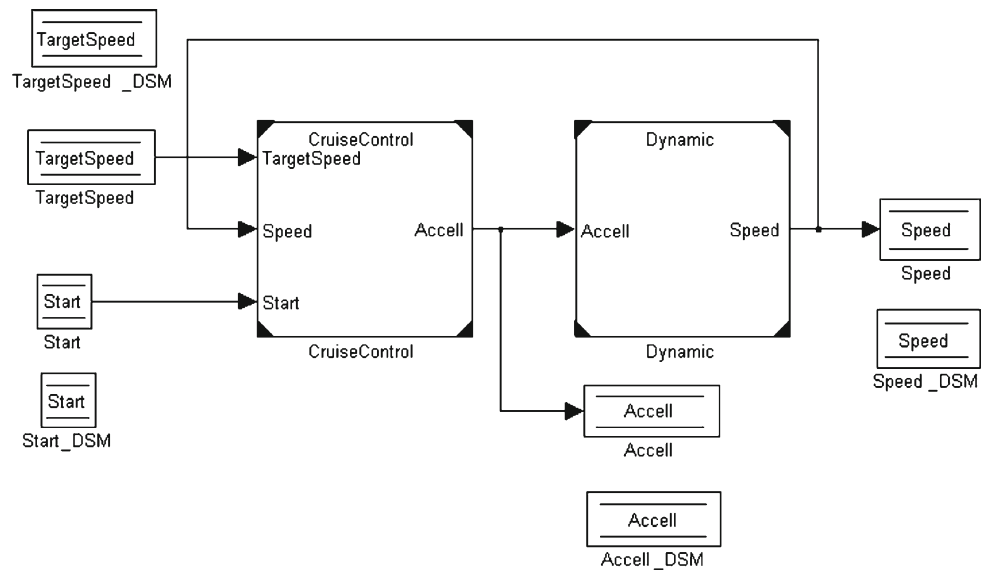 TargetSpeed
TargetSpeed _DSM
TargetSpeed
TargetSpeed
CruiseControl
TargetSpeed
Speed
Accell
Start
CruiseControl
Dynamic
Accell
Speed
Dynamic
Speed
Speed
Start
Start
Speed
Speed _DSM
Start
Start_DSM
Accell
Accell
Accell
Accell _DSM